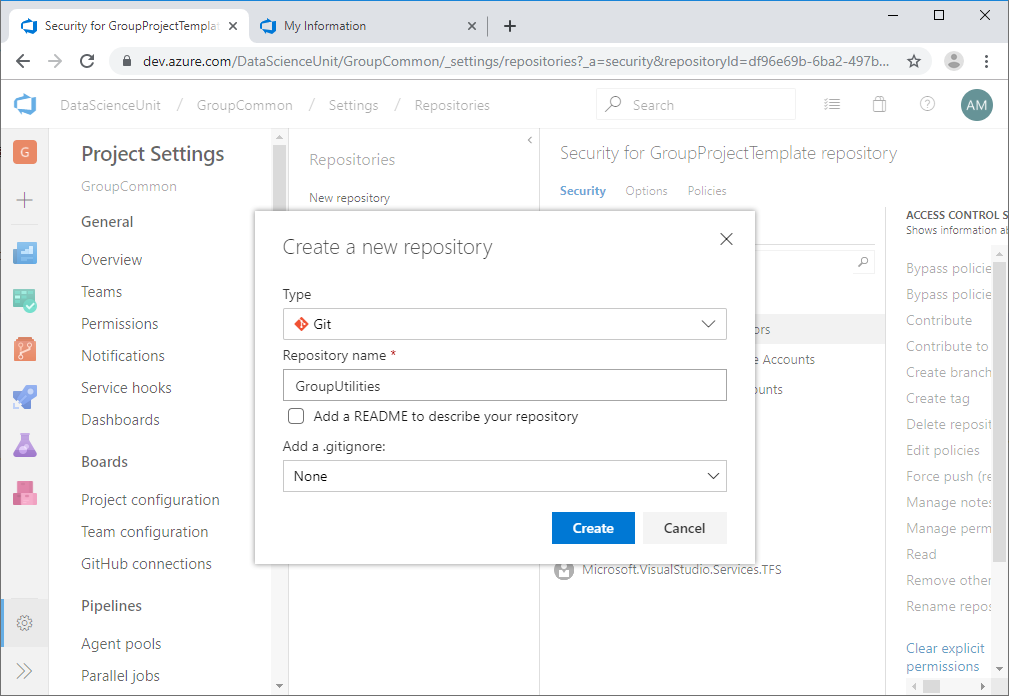 Security for GroupProjectTemplat
My Information
dev.azure.com/DataScienceUnit/GroupCommon/_settings/repositories?_a=security&repositoryId=df96e69b-6ba2-497b...
DataScienceUnit / GroupCommon / Settings / Repositories
Search
AM
G
Project Settings
GroupCommon
General
Overview
Teams
Permissions
Notifications
Service hooks
Dashboards
Boards
Project configuration
Team configuration
GitHub connections
Pipelines
Agent pools
Parallel jobs
Repositories
New repository
Security for GroupProjectTemplate repository
Security Options Policies
Create a new repository
Type
Git
Repository name *
GroupUtilities
Add a README to describe your repository
Add a .gitignore:
None
Create Cancel
ors
e Accounts
ounts
Microsoft.VisualStudio.Services.TFS
ACCESS CONTROL S
Shows information ab
Bypass policie
Bypass policie
Contribute
Contribute to
Create branch
Create tag
Delete reposit
Edit policies
Force push (re
Manage notes
Manage perm
Read
Remove other
Rename repos
Clear explicit
permissions